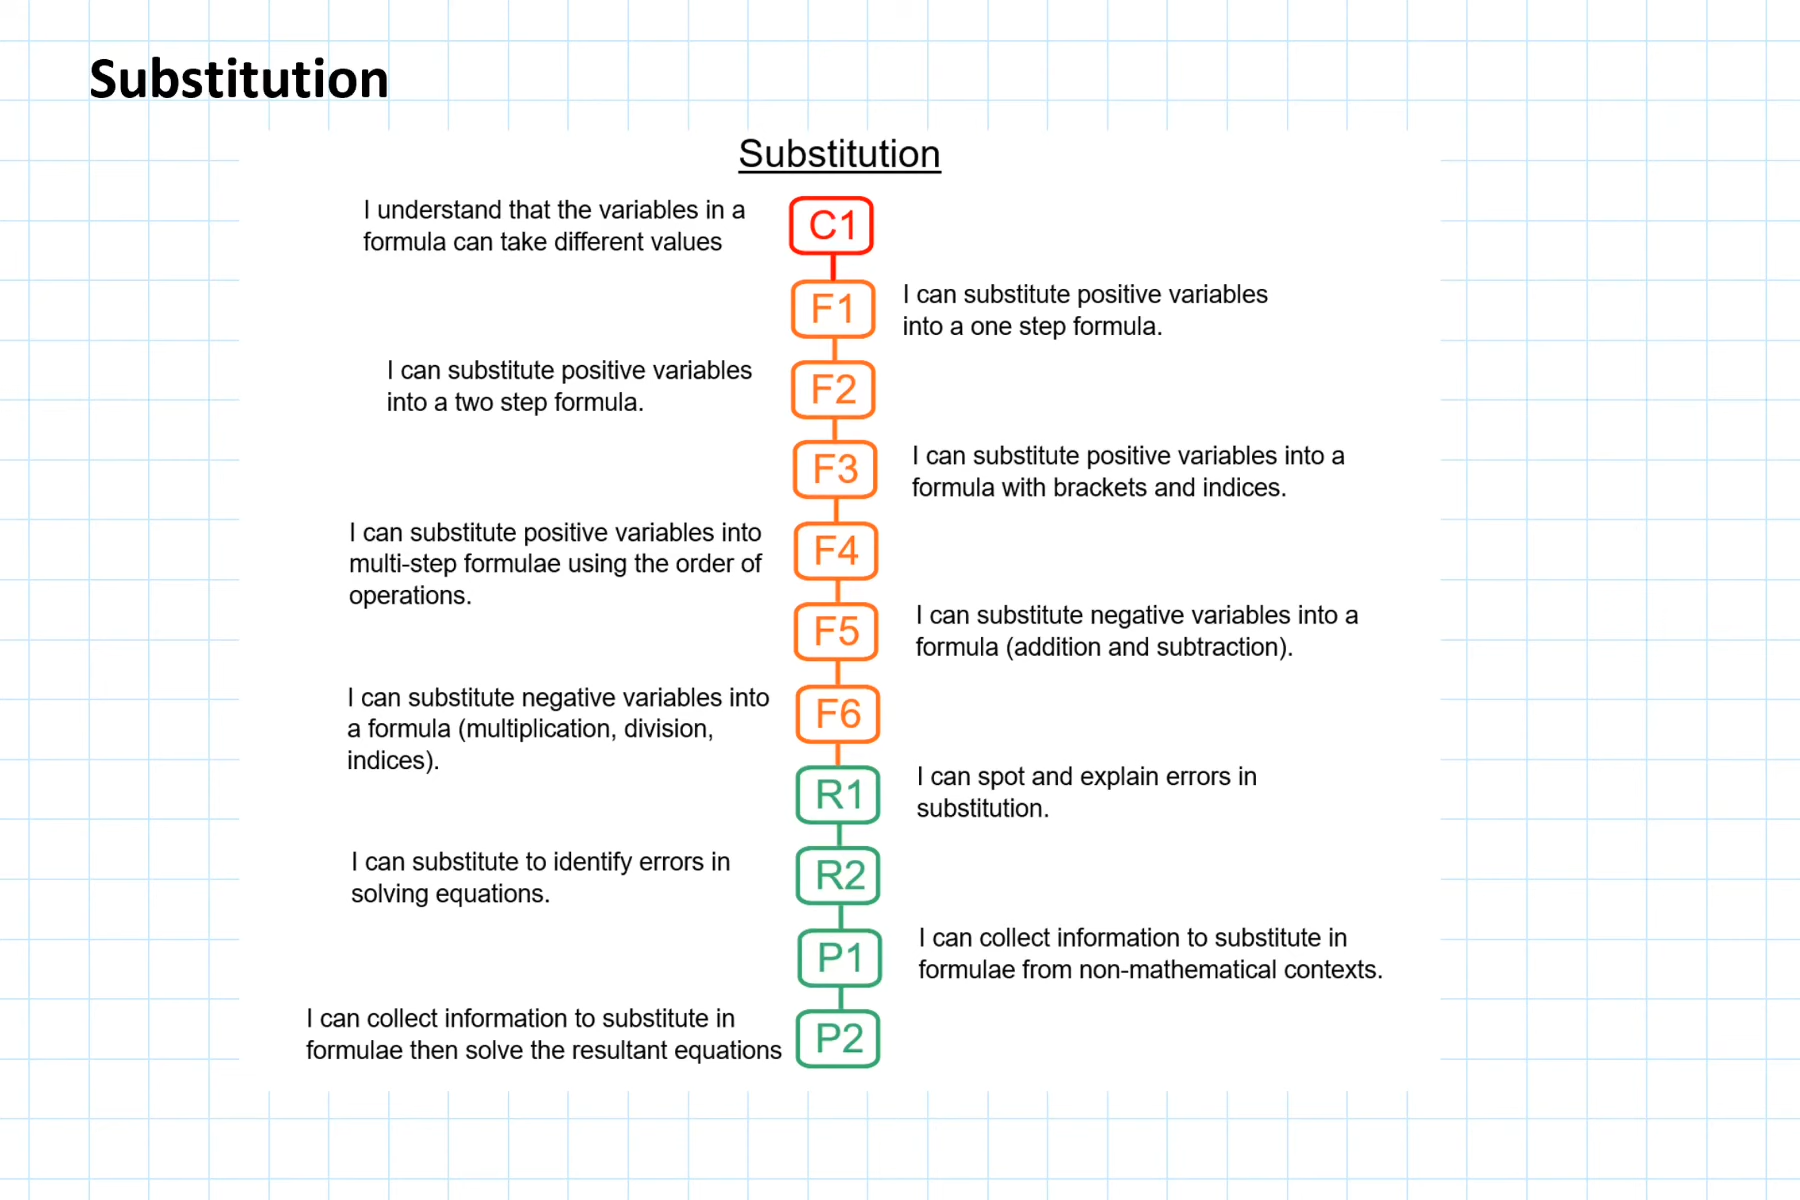 Substitution
Substitution
I understand that the variables in a
formula can take different values
C1
F1
I can substitute positive variables
into a one step formula.
I can substitute positive variables
into a two step formula.
F2
F3
I can substitute positive variables into a
formula with brackets and indices.
I can substitute positive variables into
multi-step formulae using the order of
operations.
F4
F5
I can substitute negative variables into a
formula (addition and subtraction).
I can substitute negative variables into
a formula (multiplication, division,
indices).
F6
R1
I can spot and explain errors in
substitution.
I can substitute to identify errors in
solving equations.
R2
P1
I can collect information to substitute in
formulae from non-mathematical contexts.
I can collect information to substitute in
formulae then solve the resultant equations
P2